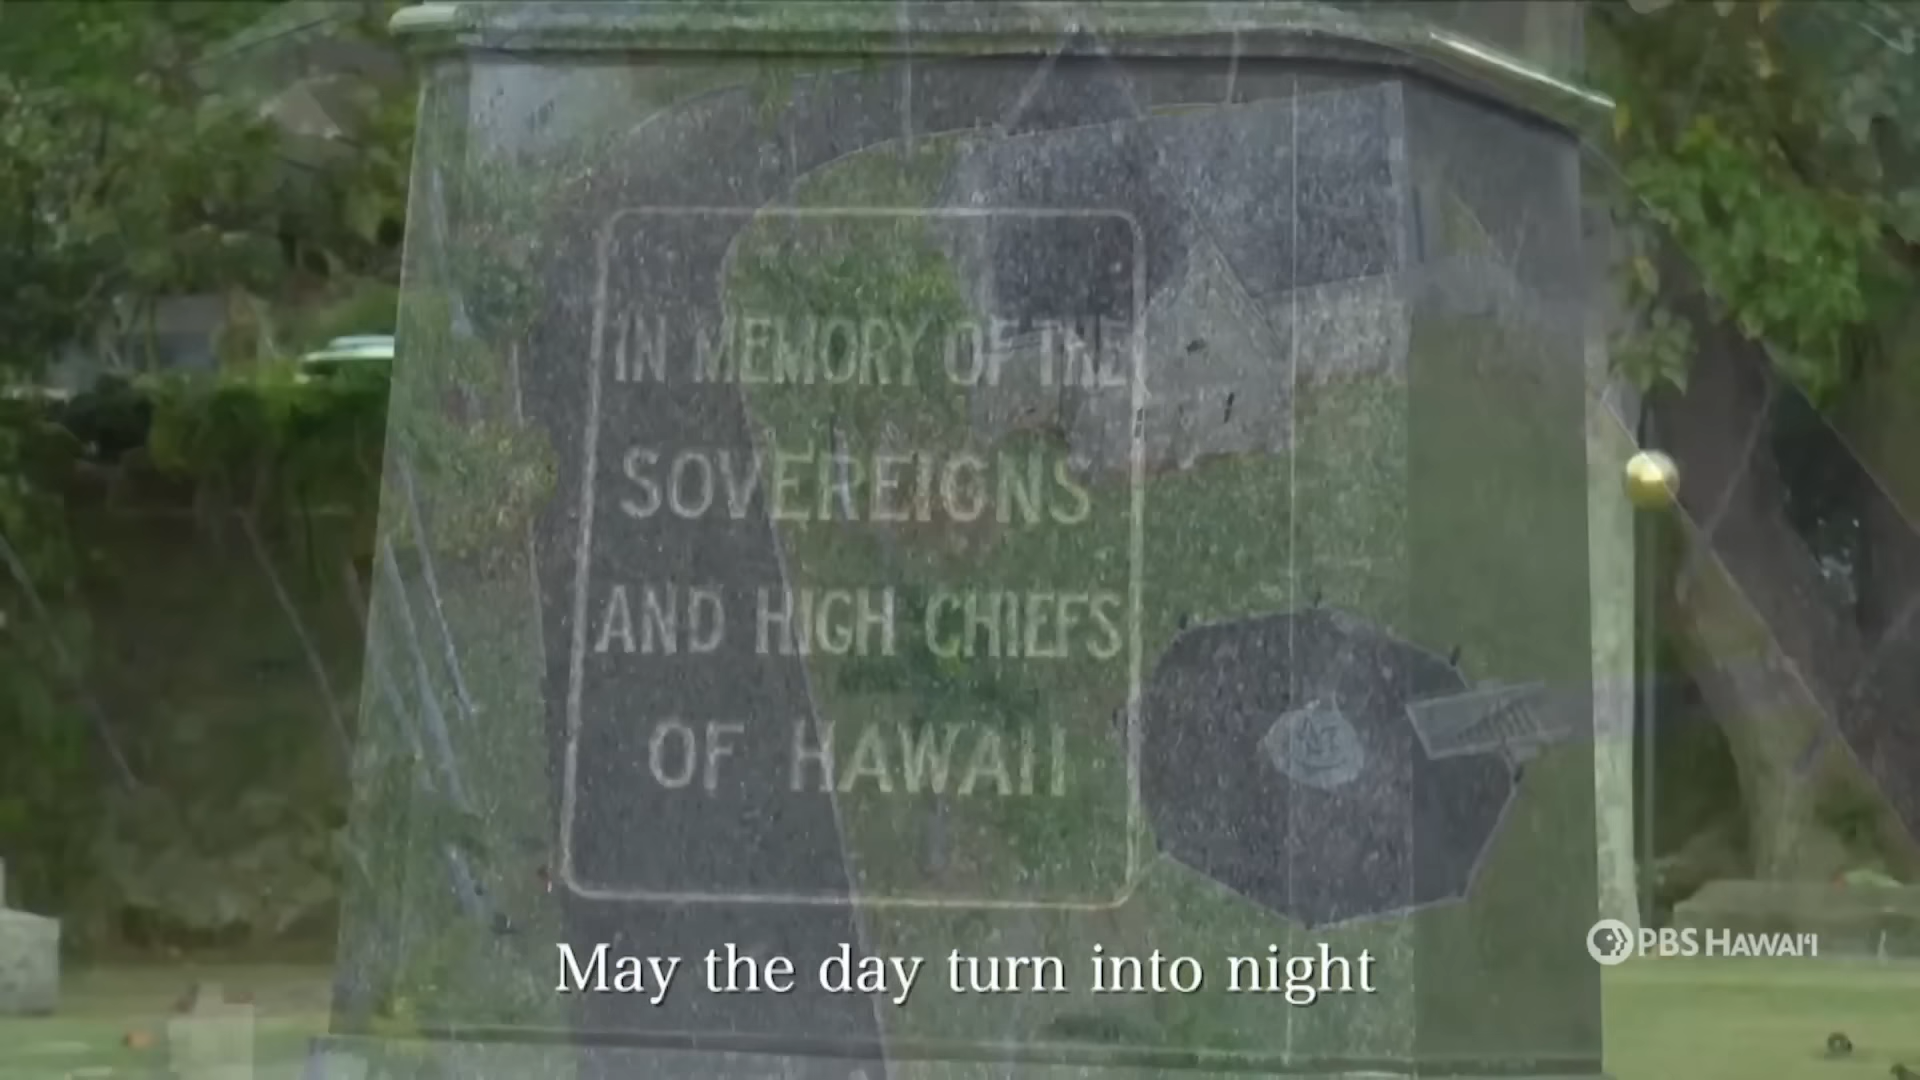 IN MEMORY OF THE
SOVEREIGNS
AND HIGH CHIEFS
OF HAWAII
May the day turn into night
PBS HAWAIʻI